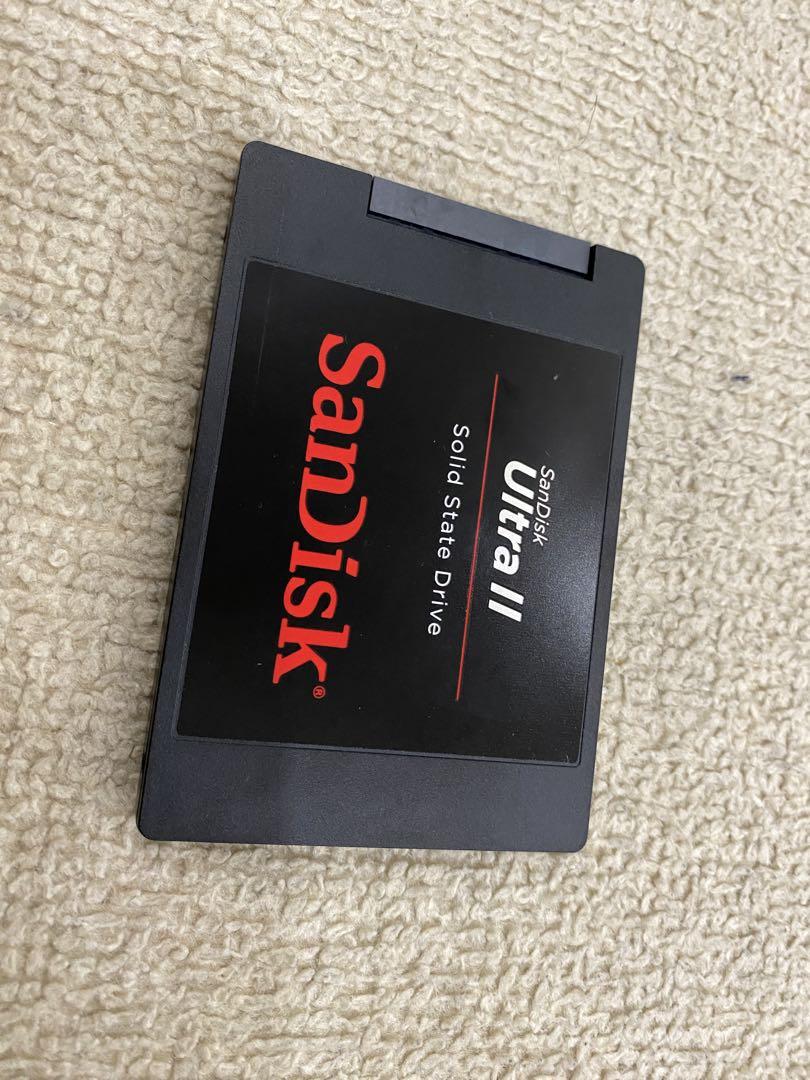 SanDisk
Ultra II
Solid State Drive
SanDisk®